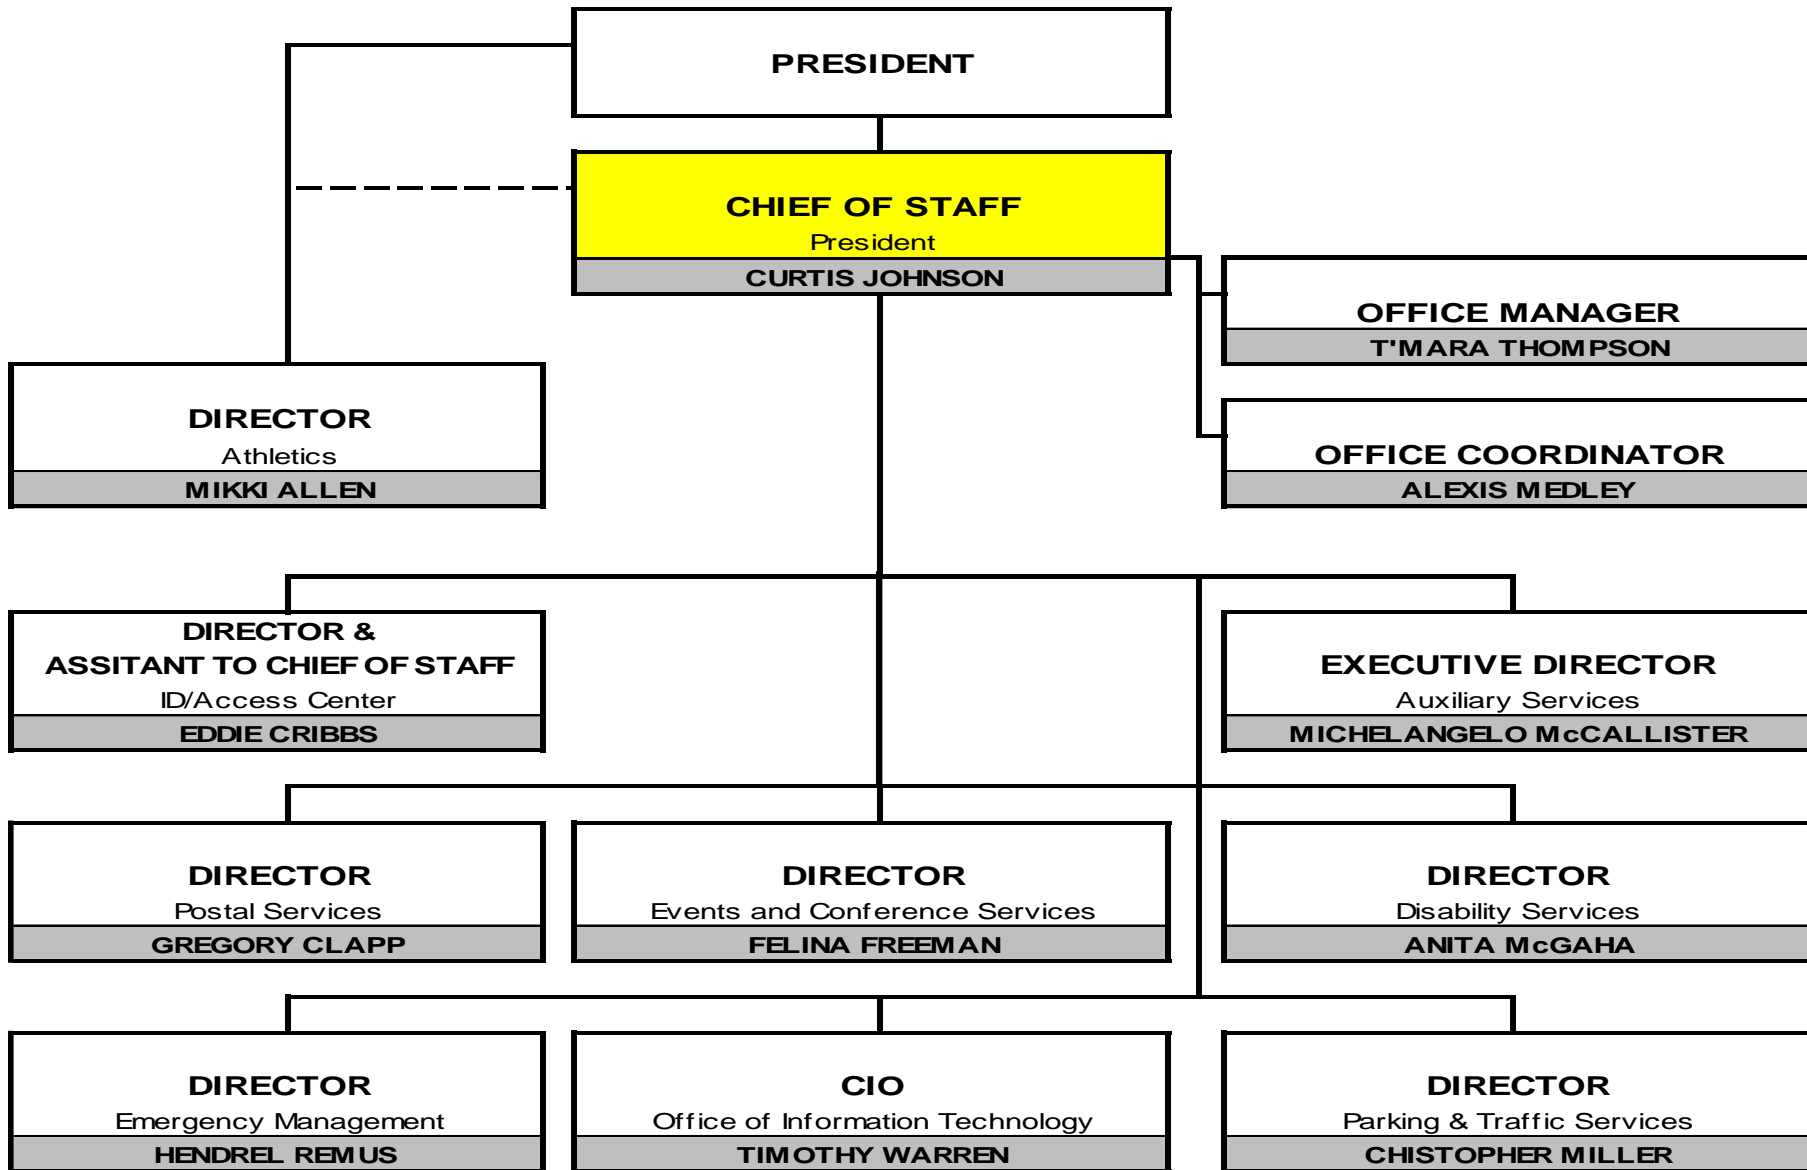 PRESIDENT
CHIEF OF STAFF
President
CURTIS JOHNSON
OFFICE MANAGER
T'MARA THOMPSON
DIRECTOR
Athletics
MIKKI ALLEN
OFFICE COORDINATOR
ALEXIS MEDLEY
DIRECTOR &
ASSITANT TO CHIEF OF STAFF
ID/Access Center
EDDIE CRIBBS
EXECUTIVE DIRECTOR
Auxiliary Services
MICHELANGELO McCALLISTER
DIRECTOR
Postal Services
GREGORY CLAPP
DIRECTOR
Events and Conference Services
FELINA FREEMAN
DIRECTOR
Disability Services
ANITA McGAHA
DIRECTOR
Emergency Management
HENDREL REMUS
CIO
Office of Information Technology
TIMOTHY WARREN
DIRECTOR
Parking & Traffic Services
CHISTOPHER MILLER